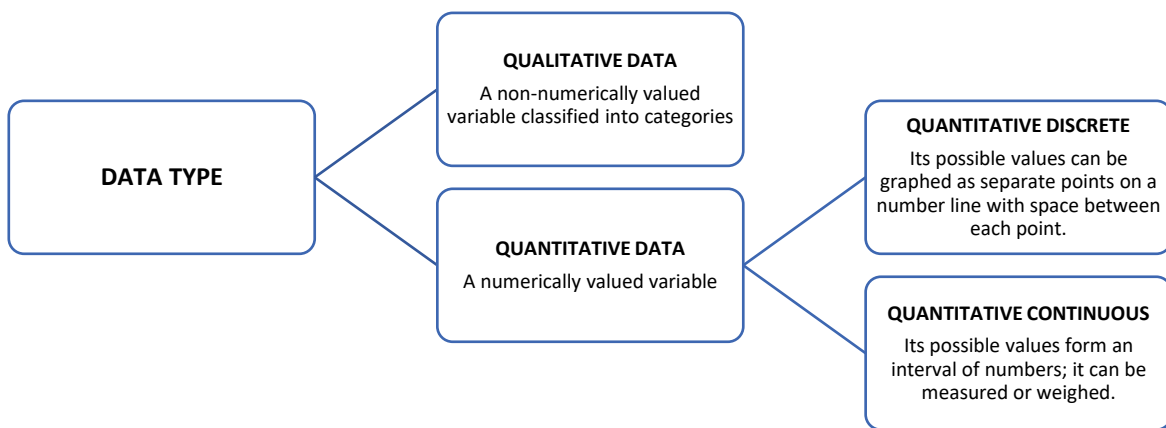 DATA TYPE
QUALITATIVE DATA
A non-numerically valued
variable classified into categories
QUANTITATIVE DATA
A numerically valued variable
QUANTITATIVE DISCRETE
Its possible values can be
graphed as separate points on a
number line with space between
each point.
QUANTITATIVE CONTINUOUS
Its possible values form an
interval of numbers; it can be
measured or weighed.